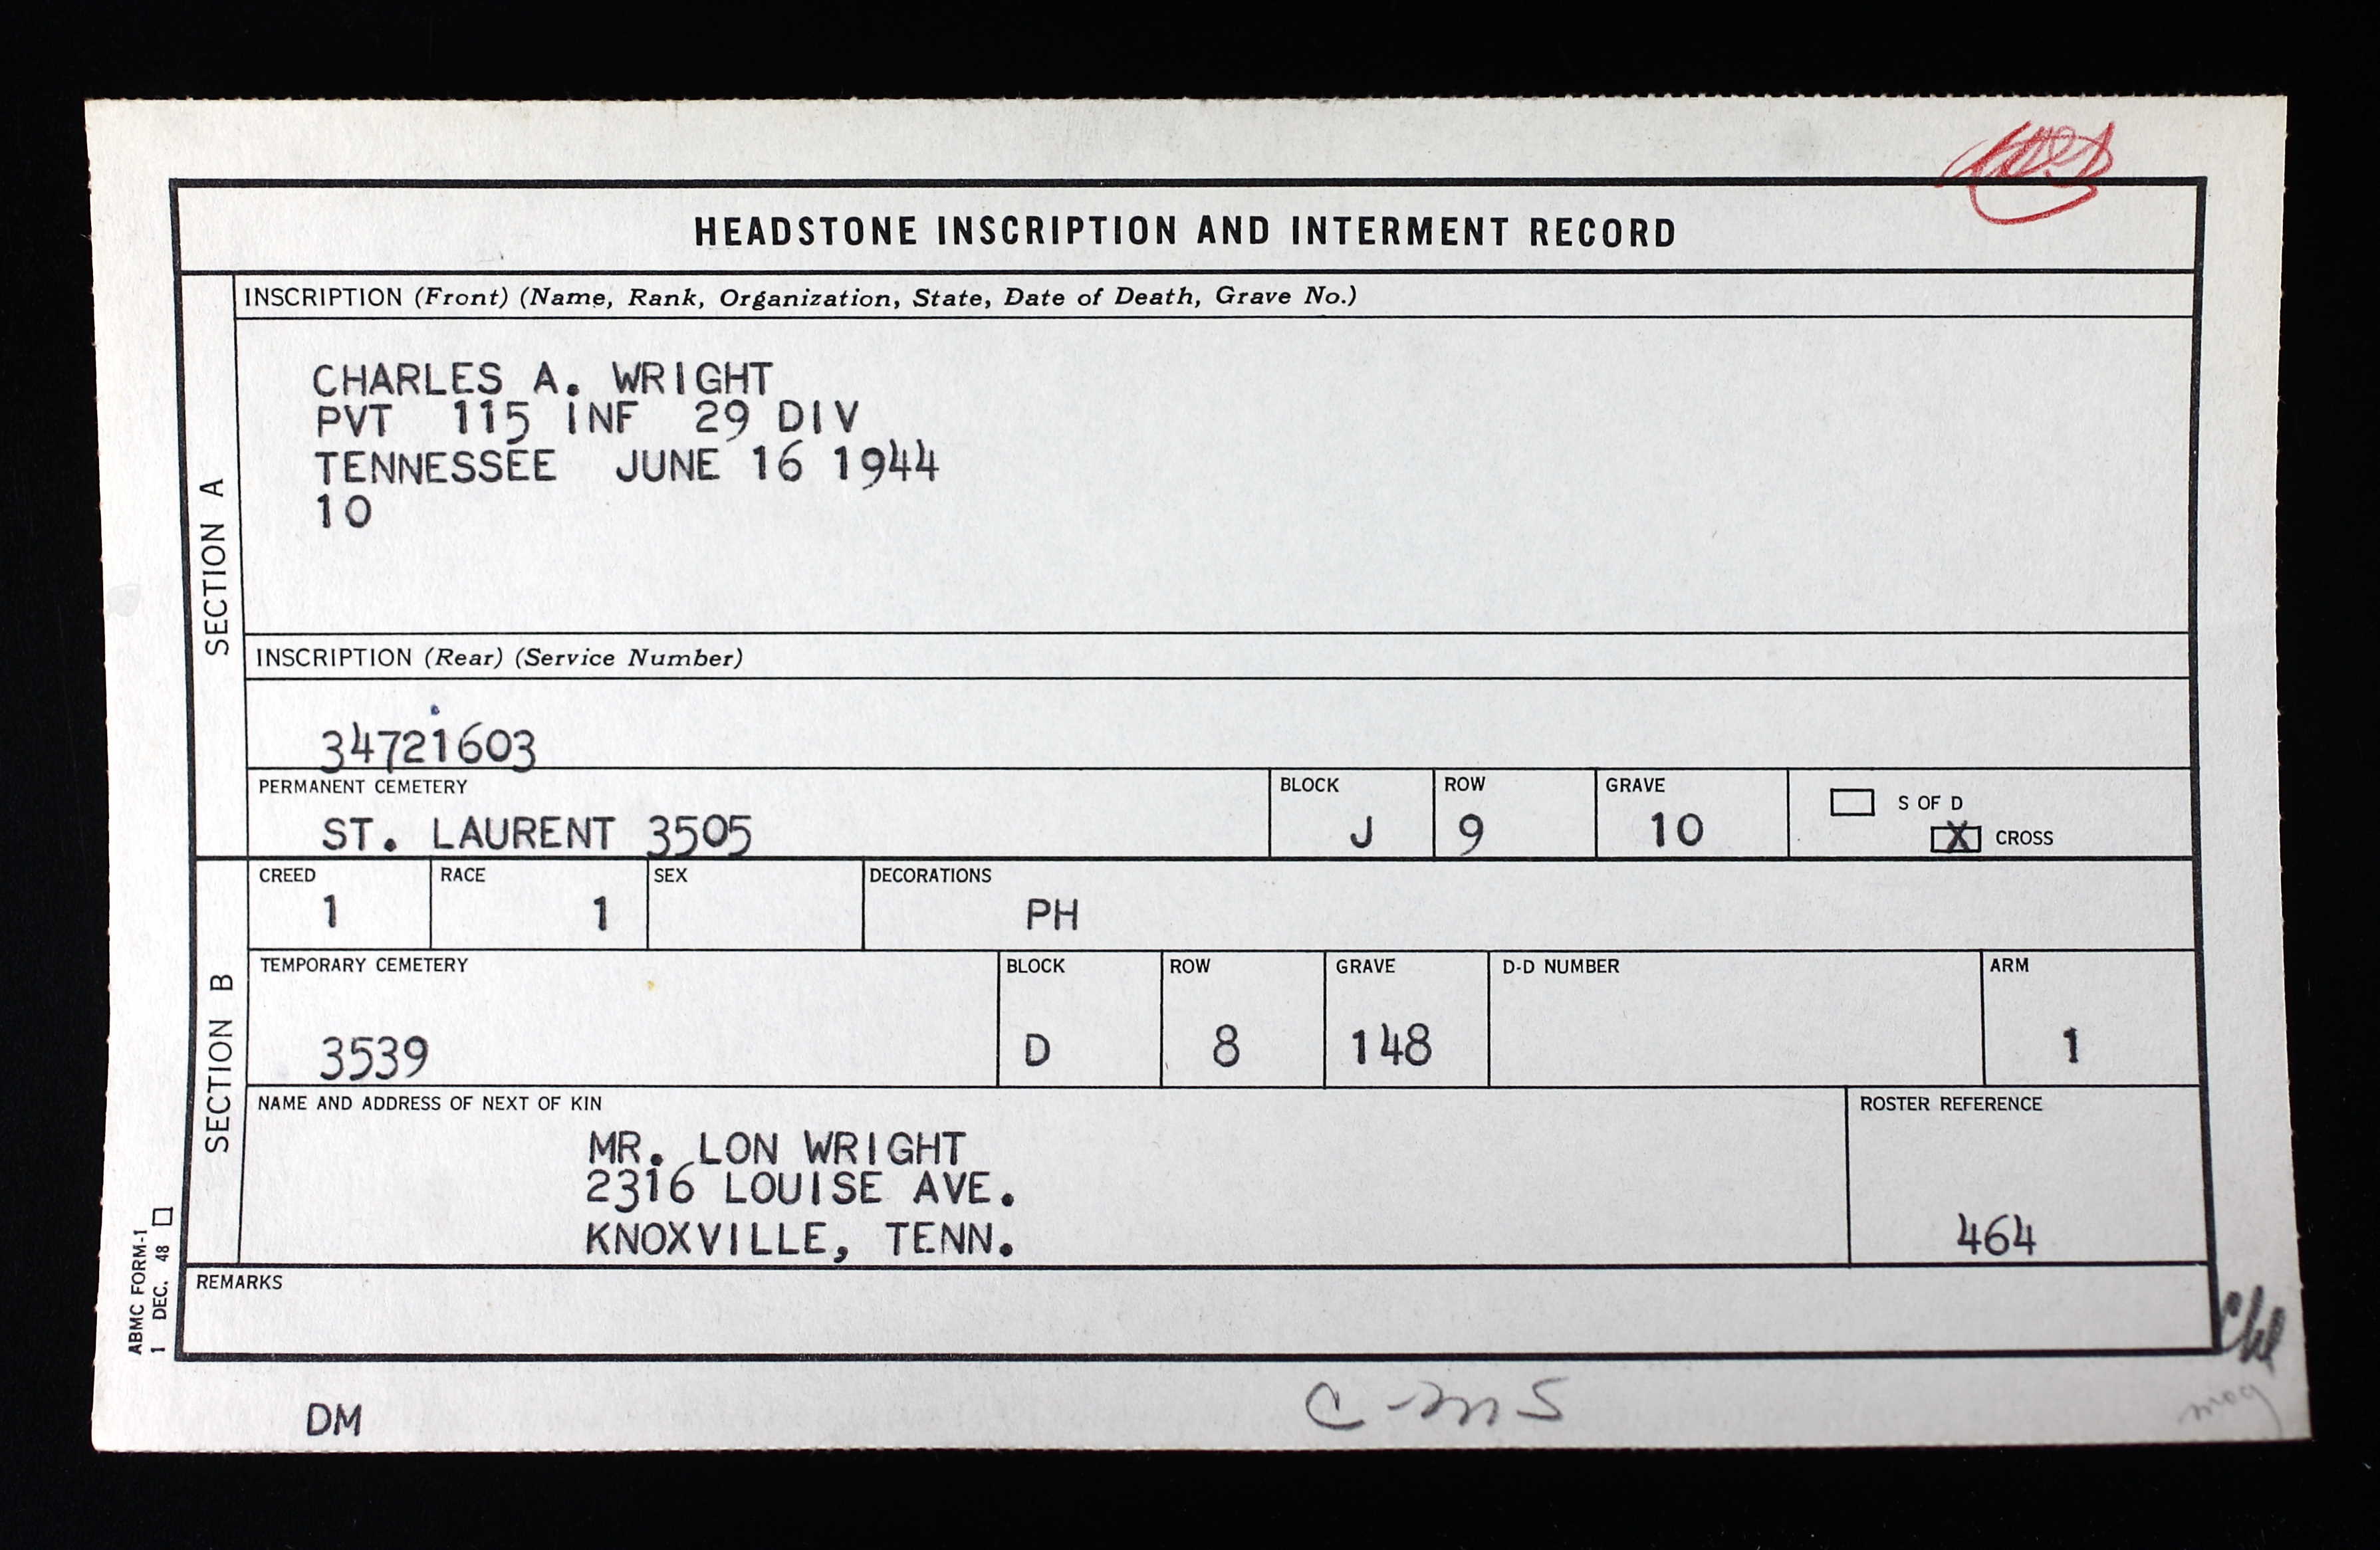 HEADSTONE INSCRIPTION AND INTERMENT RECORD
SECTION A
INSCRIPTION (Front) (Name, Rank, Organization, State, Date of Death, Grave No.)
CHARLES A. WRIGHT
PVT 115 INF 29 DIV
TENNESSEE JUNE 16 1944
10
INSCRIPTION (Rear) (Service Number)
34721603
PERMANENT CEMETERY
ST. LAURENT 3505
BLOCK
J
ROW
9
GRAVE
10
S OF D
X CROSS
SECTION B
CREED
1
RACE
1
SEX
DECORATIONS
PH
TEMPORARY CEMETERY
3539
BLOCK
D
ROW
8
GRAVE
148
D-D NUMBER
ARM
1
NAME AND ADDRESS OF NEXT OF KIN
MR. LON WRIGHT
2316 LOUISE AVE.
KNOXVILLE, TENN.
ROSTER REFERENCE
464
REMARKS
ABMC FORM-1
1 DEC. 48
DM
C-MS